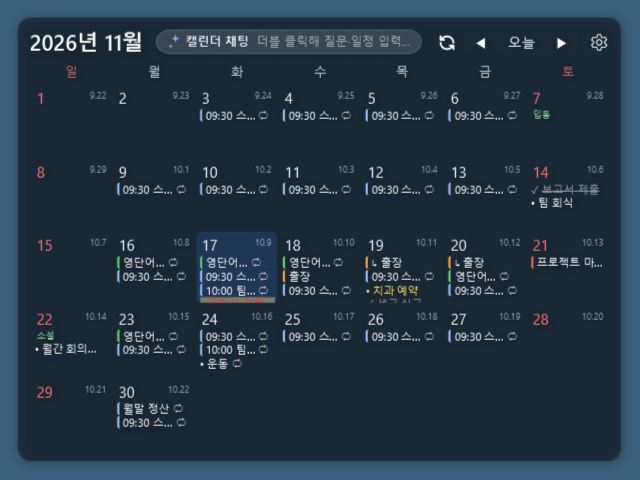 2026년 11월 캘린더 채팅 더블 클릭해 질문·일정 입력... 오늘
일 월 화 수 목 금 토
1 9.22 2 9.23 3 9.24 4 9.25 5 9.26 6 9.27 7 9.28
09:30 스... 09:30 스... 09:30 스... 09:30 스... 입동
8 9.29 9 10.1 10 10.2 11 10.3 12 10.4 13 10.5 14 10.6
09:30 스... 09:30 스... 09:30 스... 09:30 스... 09:30 스... ✓ 보고서 제출
• 팀 회식
15 10.7 16 10.8 17 10.9 18 10.10 19 10.11 20 10.12 21 10.13
영단어... 영단어... 영단어... ↳ 출장 ↳ 출장 프로젝트 마...
09:30 스... 09:30 스... 출장 09:30 스... 영단어...
10:00 팀... 09:30 스... • 치과 예약 09:30 스...
22 10.14 23 10.15 24 10.16 25 10.17 26 10.18 27 10.19 28 10.20
소설 영단어... 09:30 스... 09:30 스... 09:30 스... 09:30 스...
• 월간 회의... 09:30 스... 10:00 팀...
• 운동
29 10.21 30 10.22
월말 정산
09:30 스...